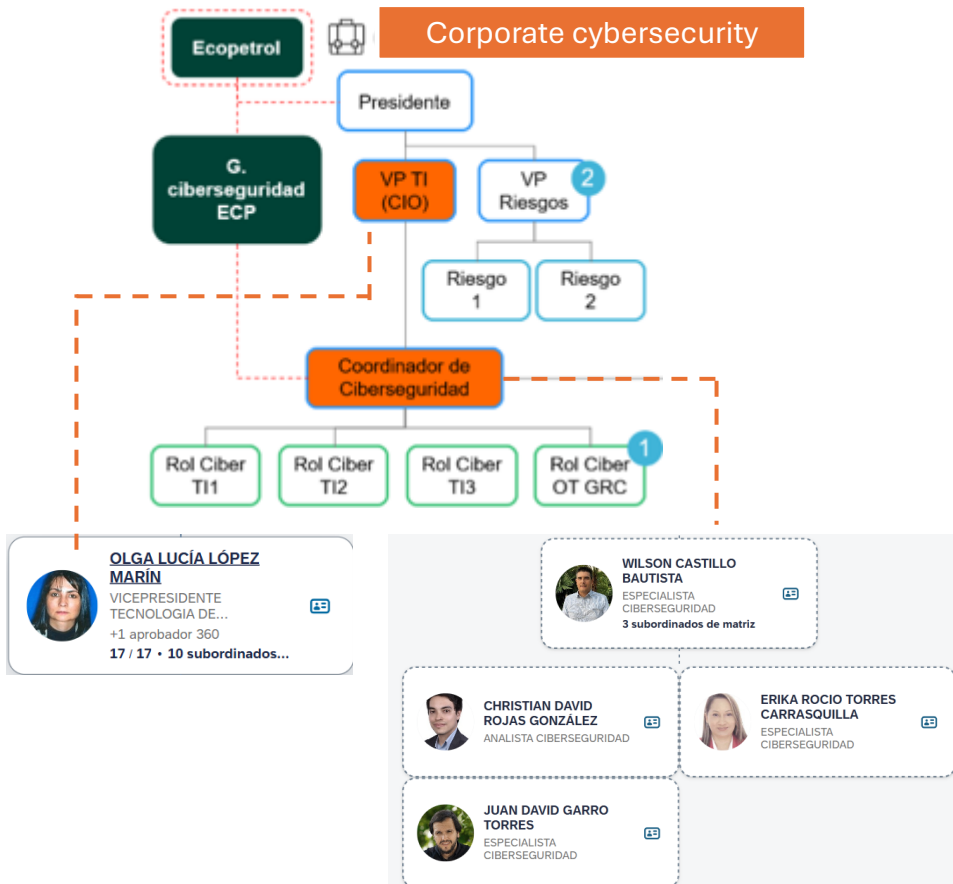 Corporate cybersecurity
Ecopetrol
Presidente
G.
ciberseguridad
ECP
VP TI
(CIO)
VP
Riesgos
2
Riesgo
1
Riesgo
2
Coordinador de
Ciberseguridad
Rol Ciber
TI1
Rol Ciber
TI2
Rol Ciber
TI3
Rol Ciber
OT GRC
1
OLGA LUCÍA LÓPEZ
MARÍN
VICEPRESIDENTE
TECNOLOGIA DE...
+1 aprobador 360
17 / 17 • 10 subordinados...
WILSON CASTILLO
BAUTISTA
ESPECIALISTA
CIBERSEGURIDAD
3 subordinados de matriz
CHRISTIAN DAVID
ROJAS GONZÁLEZ
ANALISTA CIBERSEGURIDAD
ERIKA ROCIO TORRES
CARRASQUILLA
ESPECIALISTA
CIBERSEGURIDAD
JUAN DAVID GARRO
TORRES
ESPECIALISTA
CIBERSEGURIDAD